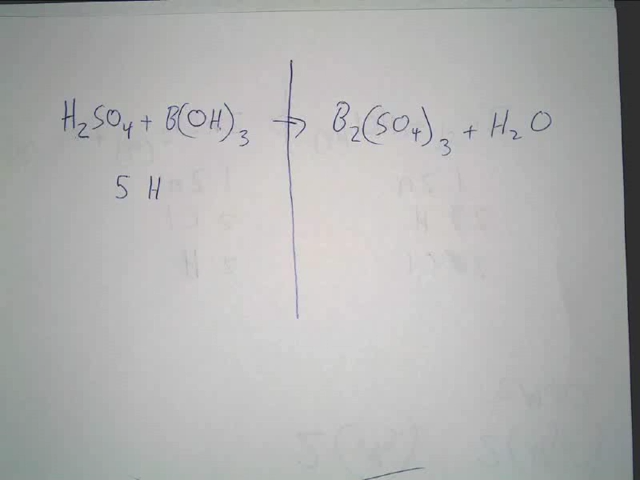 H₂SO₄ + B(OH)₃ → B₂(SO₄)₃ + H₂O
5 H